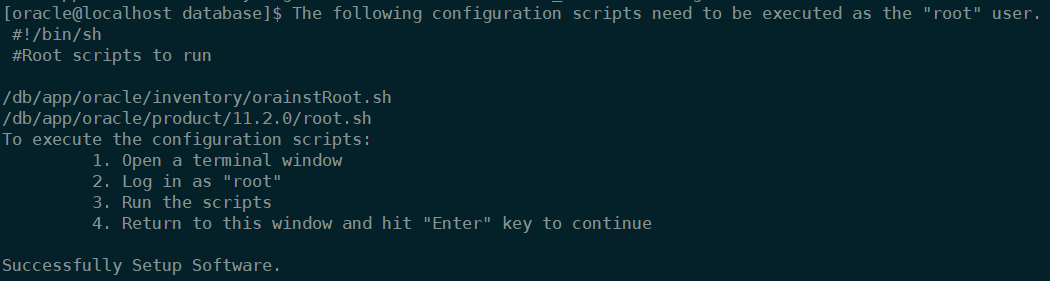 [oracle@localhost database]$ The following configuration scripts need to be executed as the "root" user.
#!/bin/sh
#Root scripts to run
/db/app/oracle/inventory/orainstRoot.sh
/db/app/oracle/product/11.2.0/root.sh
To execute the configuration scripts:
1. Open a terminal window
2. Log in as "root"
3. Run the scripts
4. Return to this window and hit "Enter" key to continue
Successfully Setup Software.